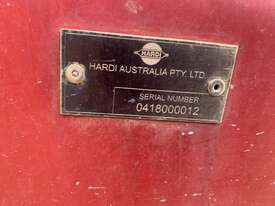 HARDI
HARDI AUSTRALIA PTY. LTD.
SERIAL NUMBER
0418000012